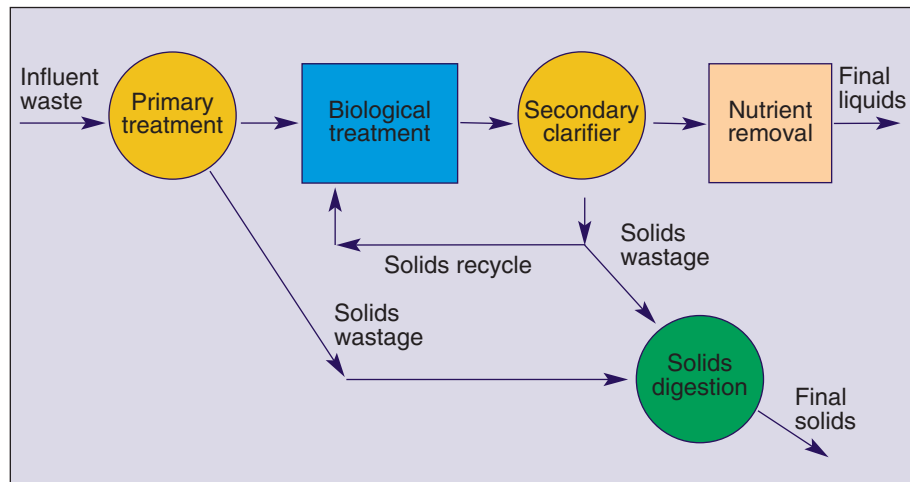 Influent
waste
Primary
treatment
Biological
treatment
Secondary
clarifier
Nutrient
removal
Final
liquids
Solids recycle
Solids
wastage
Solids
wastage
Solids
digestion
Final
solids